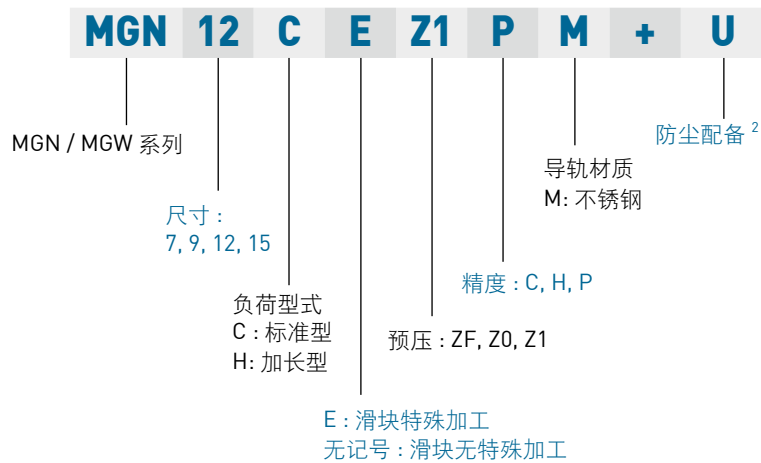 MGN 12 C E Z1 P M + U
MGN / MGW 系列
防尘配备 2
导轨材质
M: 不锈钢
尺寸 :
7, 9, 12, 15
精度 : C, H, P
负荷型式
C : 标准型
H: 加长型
预压 : ZF, Z0, Z1
E : 滑块特殊加工
无记号 : 滑块无特殊加工